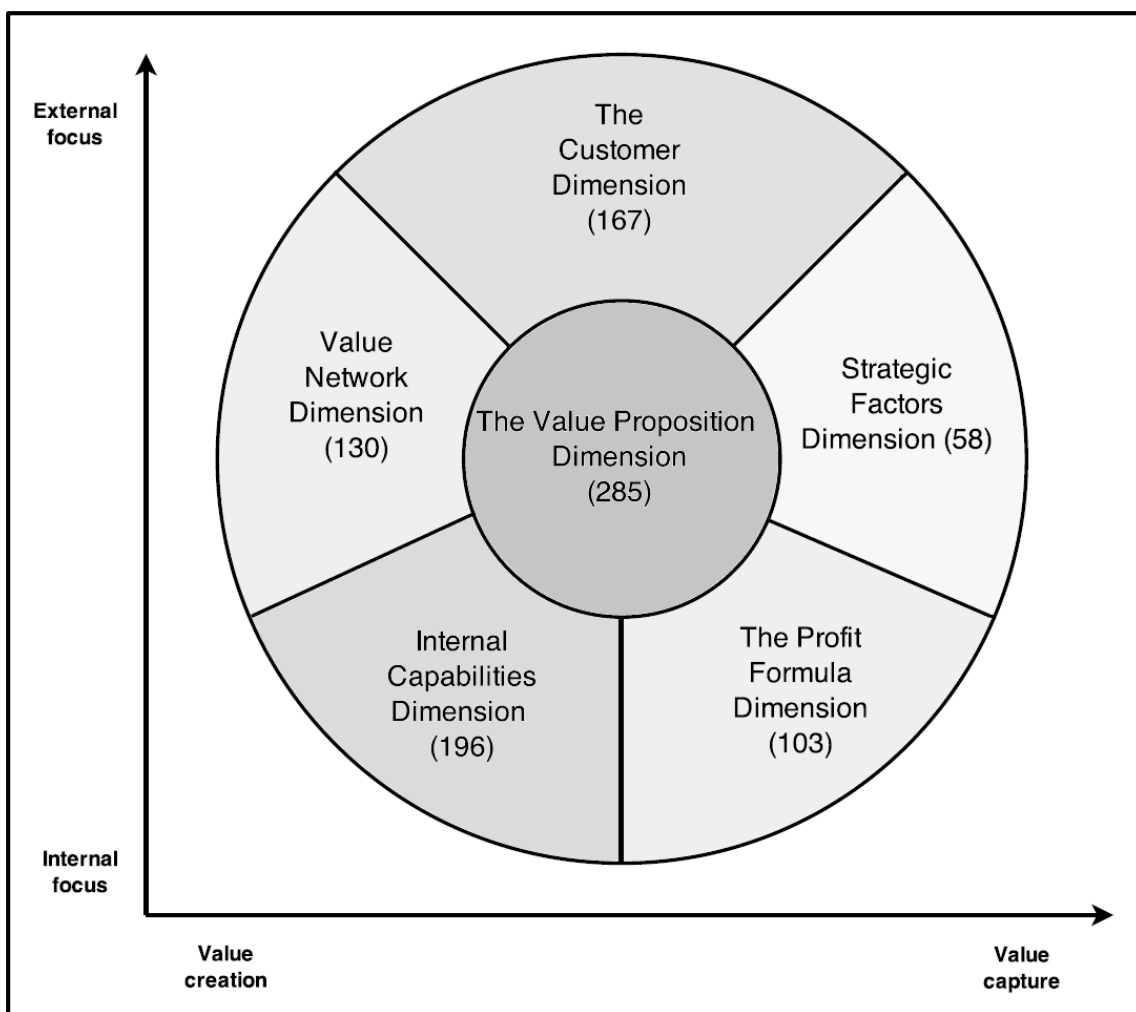 External
focus
The
Customer
Dimension
(167)
Value
Network
Dimension
(130)
The Value Proposition
Dimension
(285)
Strategic
Factors
Dimension (58)
Internal
Capabilities
Dimension
(196)
The Profit
Formula
Dimension
(103)
Internal
focus
Value
creation
Value
capture